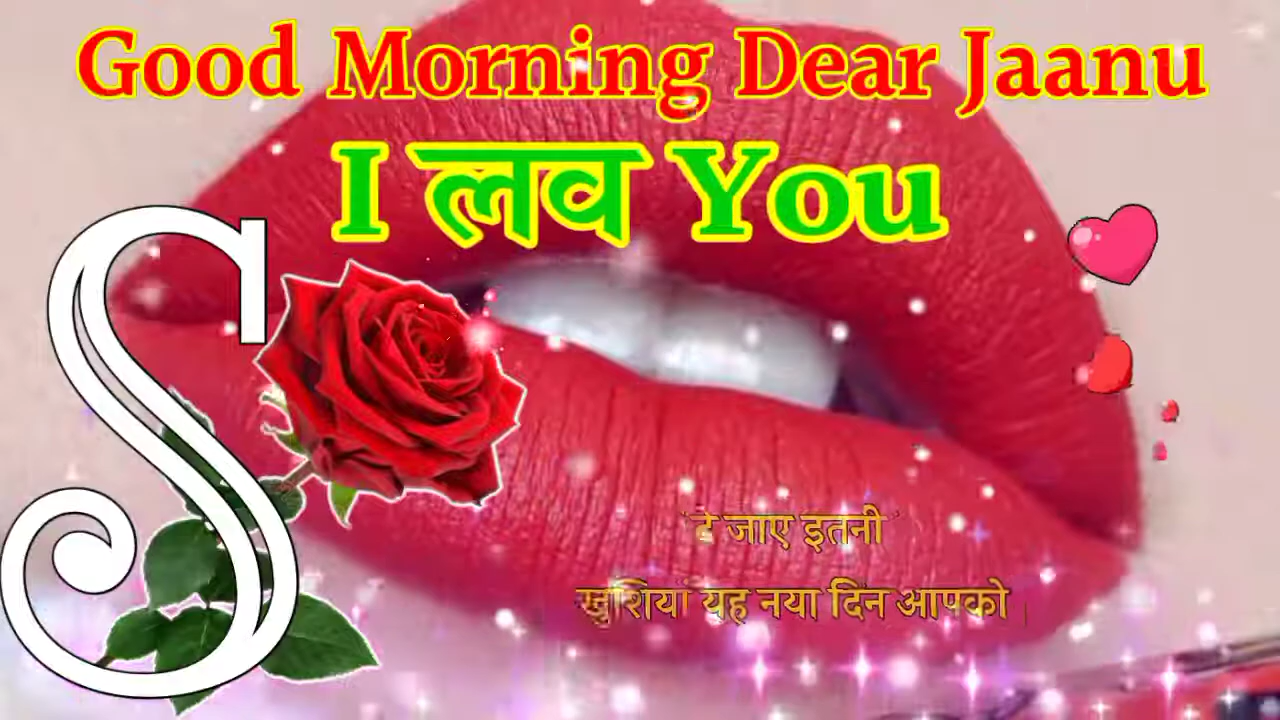 Good Morning Dear Jaanu
I लव You
S
दे जाए इतनी
खुशिया यह नया दिन आपको